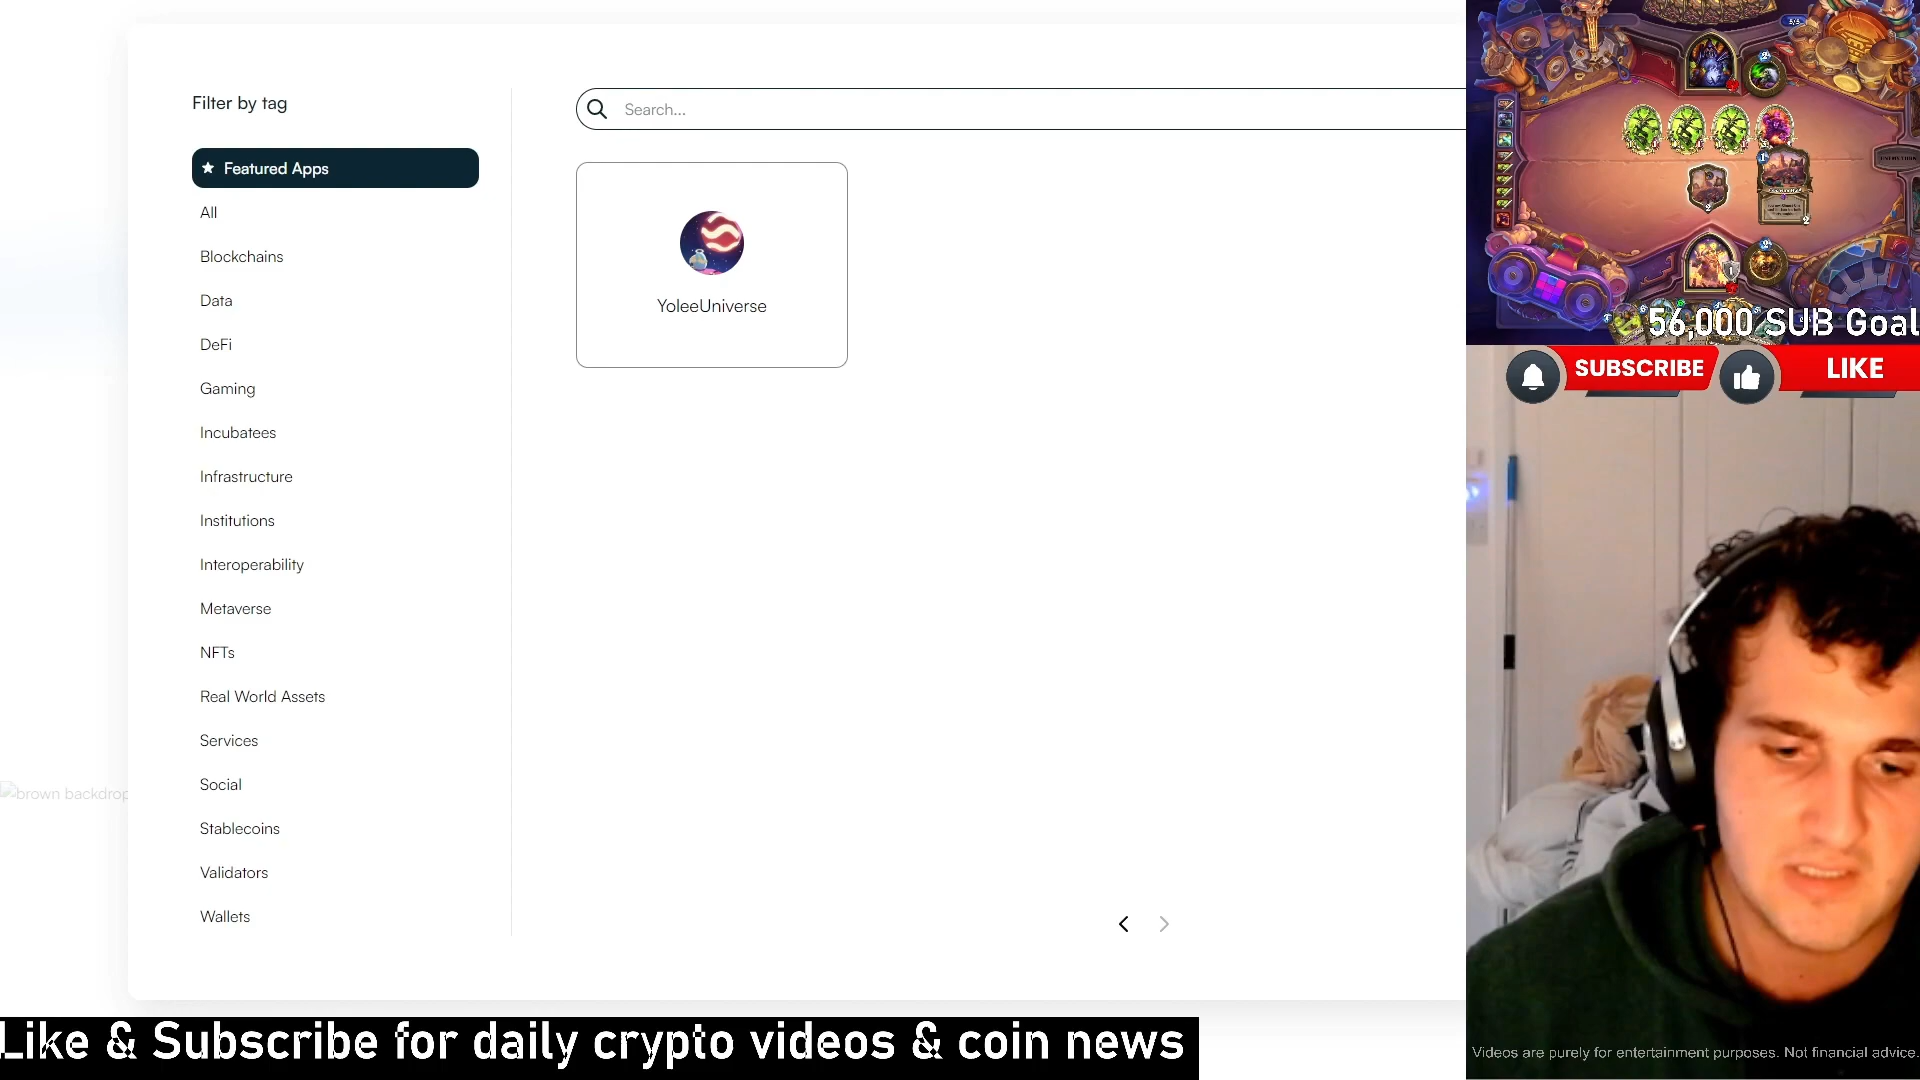 Filter by tag
Search...
Featured Apps
All
Blockchains
Data
DeFi
Gaming
Incubatees
Infrastructure
Institutions
Interoperability
Metaverse
NFTs
Real World Assets
Services
Social
Stablecoins
Validators
Wallets
YoleeUniverse
brown backdrop
56,000 SUB Goal
SUBSCRIBE
LIKE
Like & Subscribe for daily crypto videos & coin news
Videos are purely for entertainment purposes. Not financial advice.